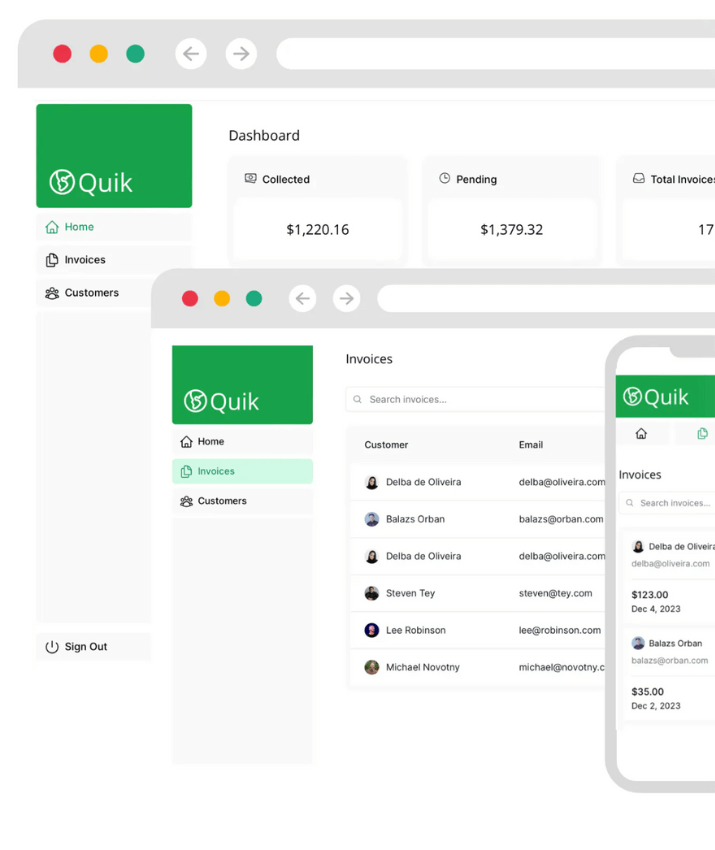 Dashboard
Quik
Collected
Pending
Total Invoices
$1,220.16
$1,379.32
17
Home
Invoices
Customers
Sign Out
Quik
Home
Invoices
Customers
Invoices
Search invoices...
Customer Email
Delba de Oliveira delba@oliveira.com
Balazs Orban balazs@orban.com
Delba de Oliveira delba@oliveira.com
Steven Tey steven@tey.com
Lee Robinson lee@robinson.com
Michael Novotny michael@novotny.c
Quik
Invoices
Search invoices...
Delba de Oliveira
delba@oliveira.com
$123.00
Dec 4, 2023
Balazs Orban
balazs@orban.com
$35.00
Dec 2, 2023